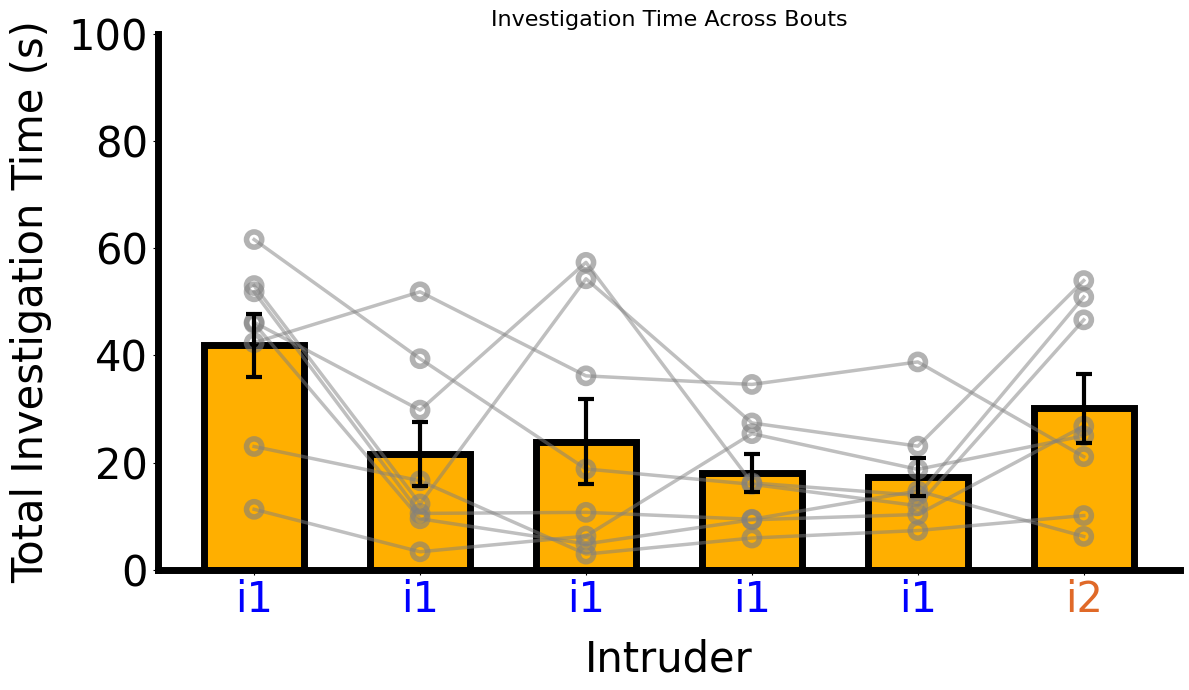 Investigation Time Across Bouts
Total Investigation Time (s)
100
80
60
40
20
0
i1 i1 i1 i1 i1 i2
Intruder